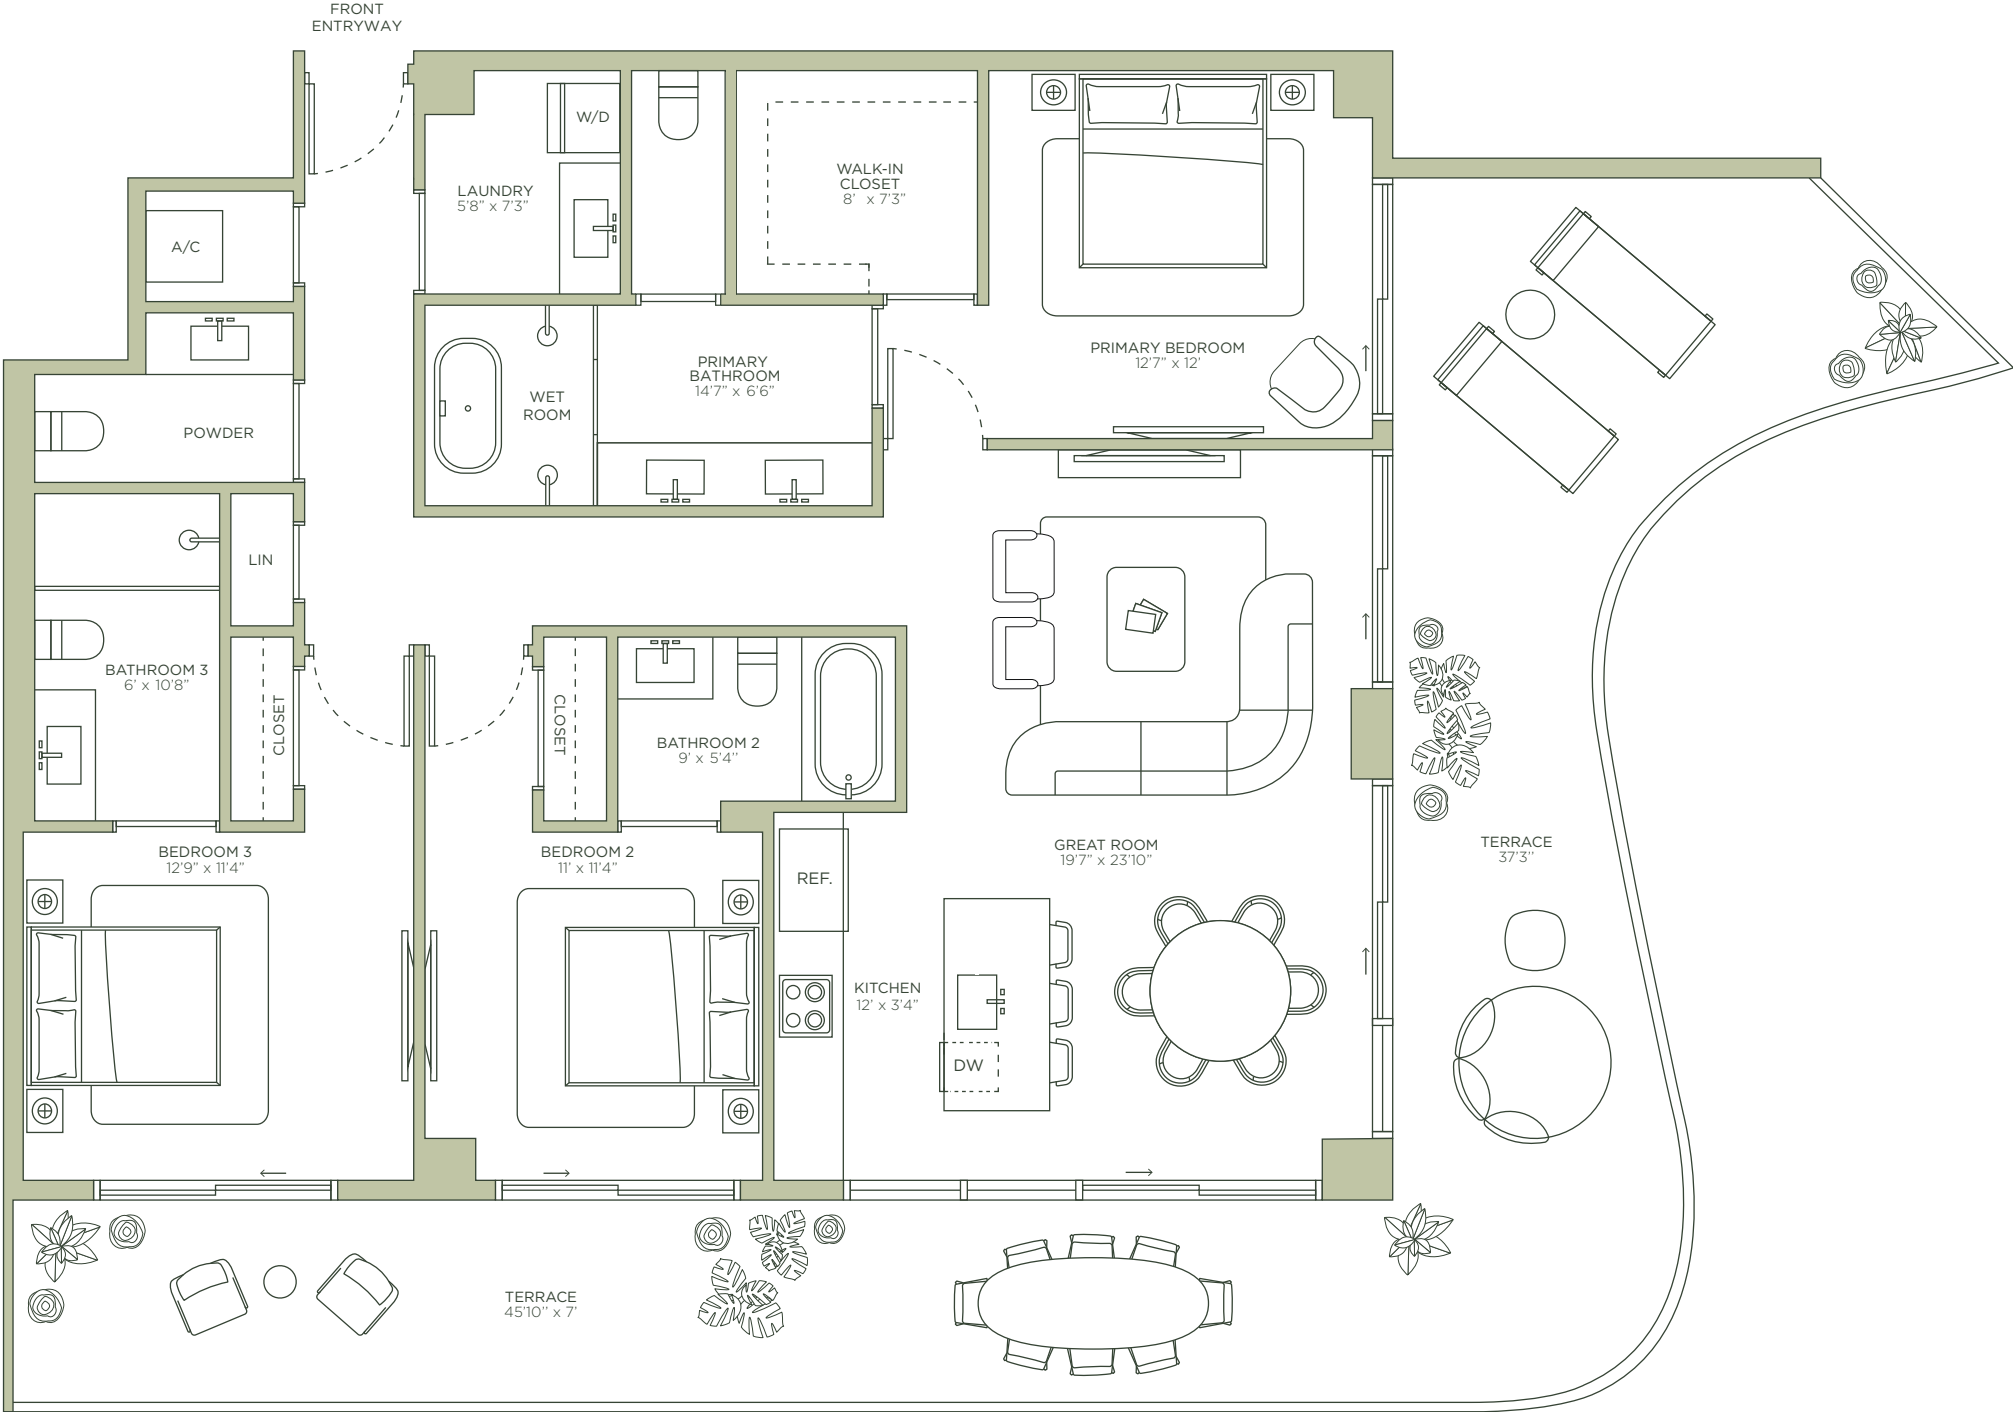 FRONT
ENTRYWAY
W/D
LAUNDRY
5'8" x 7'3"
WALK-IN
CLOSET
8' x 7'3"
A/C
PRIMARY BEDROOM
12'7" x 12'
PRIMARY
BATHROOM
14'7" x 6'6"
WET
ROOM
POWDER
LIN
BATHROOM 3
6' x 10'8"
CLOSET
CLOSET
BATHROOM 2
9' x 5'4"
BEDROOM 3
12'9" x 11'4"
BEDROOM 2
11' x 11'4"
REF.
GREAT ROOM
19'7" x 23'10"
TERRACE
37'3"
KITCHEN
12' x 3'4"
DW
TERRACE
45'10" x 7'